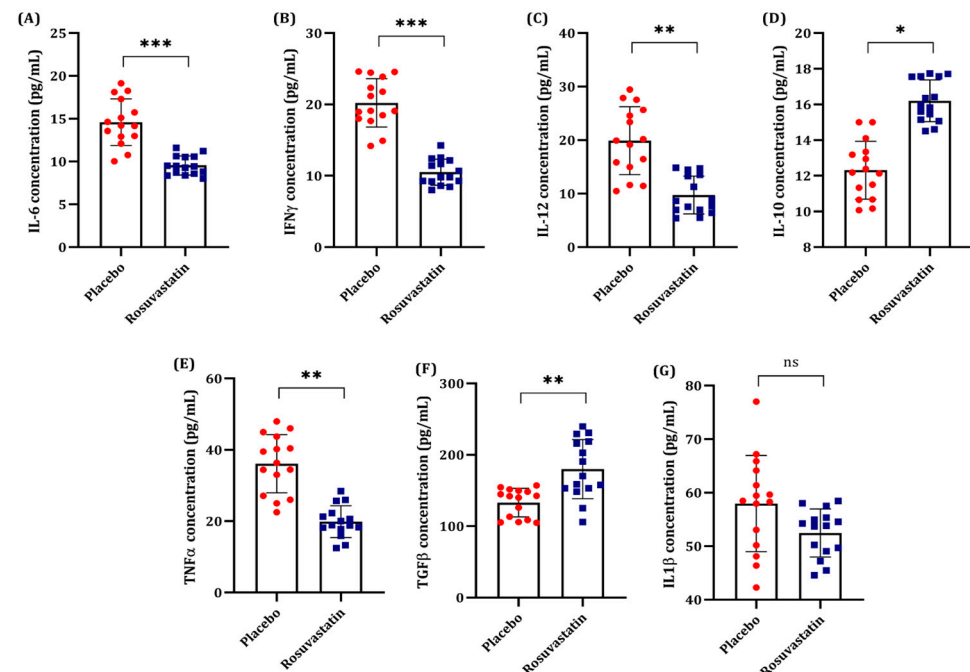 (A)
***
IL-6 concentration (pg/mL)
25
20
15
10
5
0
Placebo
Rosuvastatin
(B)
***
IFNγ concentration (pg/mL)
30
20
10
0
Placebo
Rosuvastatin
(C)
**
IL-12 concentration (pg/mL)
40
30
20
10
0
Placebo
Rosuvastatin
(D)
*
IL-10 concentration (pg/mL)
18
16
14
12
10
8
Placebo
Rosuvastatin
(E)
**
TNFα concentration (pg/mL)
60
40
20
0
Placebo
Rosuvastatin
(F)
**
TGFβ concentration (pg/mL)
300
200
100
0
Placebo
Rosuvastatin
(G)
ns
IL1β concentration (pg/mL)
80
70
60
50
40
Placebo
Rosuvastatin